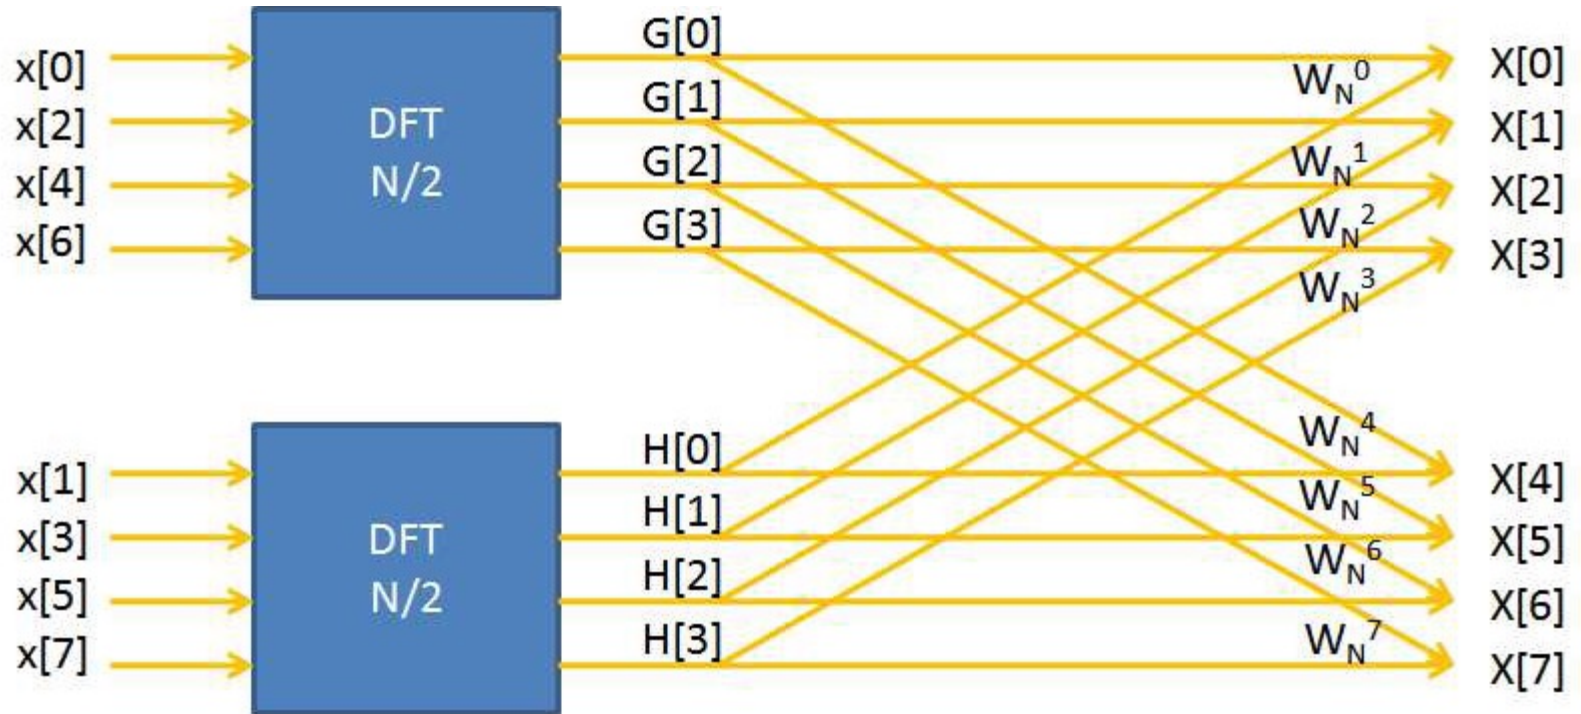 x[0]
x[2]
x[4]
x[6]
DFT
N/2
G[0]
G[1]
G[2]
G[3]
W_N^0
W_N^1
W_N^2
W_N^3
X[0]
X[1]
X[2]
X[3]
x[1]
x[3]
x[5]
x[7]
DFT
N/2
H[0]
H[1]
H[2]
H[3]
W_N^4
W_N^5
W_N^6
W_N^7
X[4]
X[5]
X[6]
X[7]